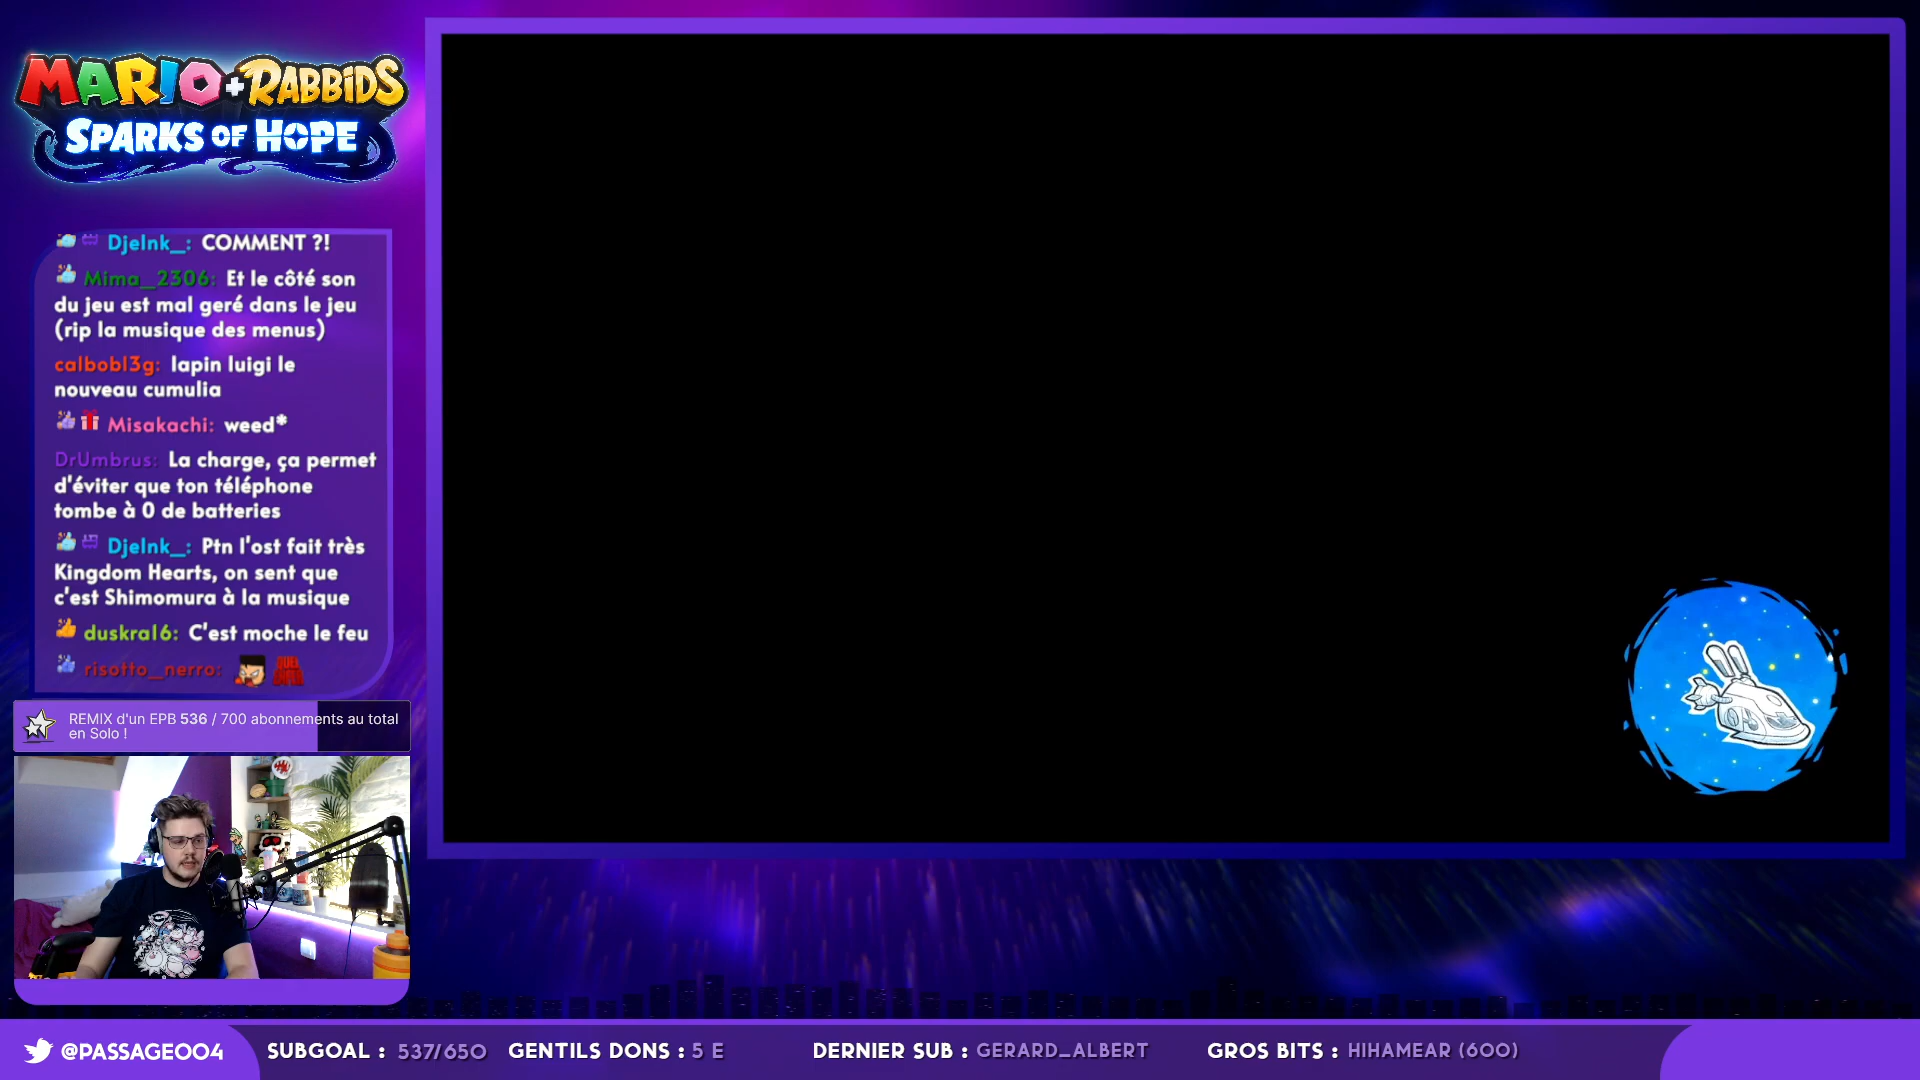 MARIO + RABBIDS
SPARKS OF HOPE
DjeInk_: COMMENT ?!
Mima__2306: Et le côté son
du jeu est mal geré dans le jeu
(rip la musique des menus)
calbobl3g: lapin luigi le
nouveau cumulia
Misakachi: weed*
DrUmbrus: La charge, ça permet
d'éviter que ton téléphone
tombe à 0 de batteries
DjeInk_: Ptn l'ost fait très
Kingdom Hearts, on sent que
c'est Shimomura à la musique
duskral6: C'est moche le feu
risotto_nerro:
REMIX d'un EPB 536 / 700 abonnements au total
en Solo !
@PASSAGE004
SUBGOAL : 537/650
GENTILS DONS : 5 E
DERNIER SUB : GERARD_ALBERT
GROS BITS : HIHAMEAR (600)